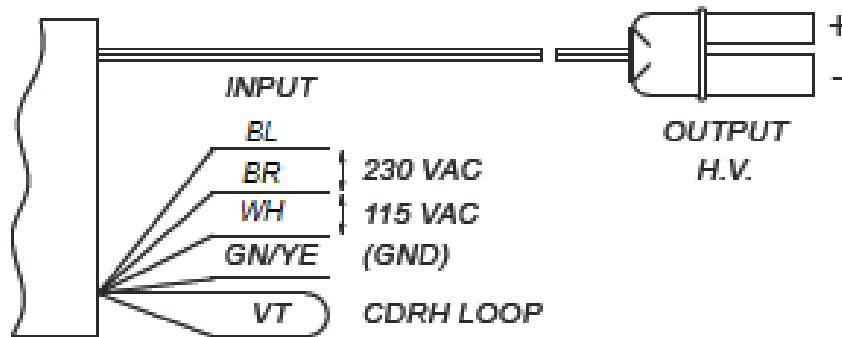 +
-
INPUT
OUTPUT
H.V.
BL
BR
230 VAC
WH
115 VAC
GN/YE (GND)
VT
CDRH LOOP